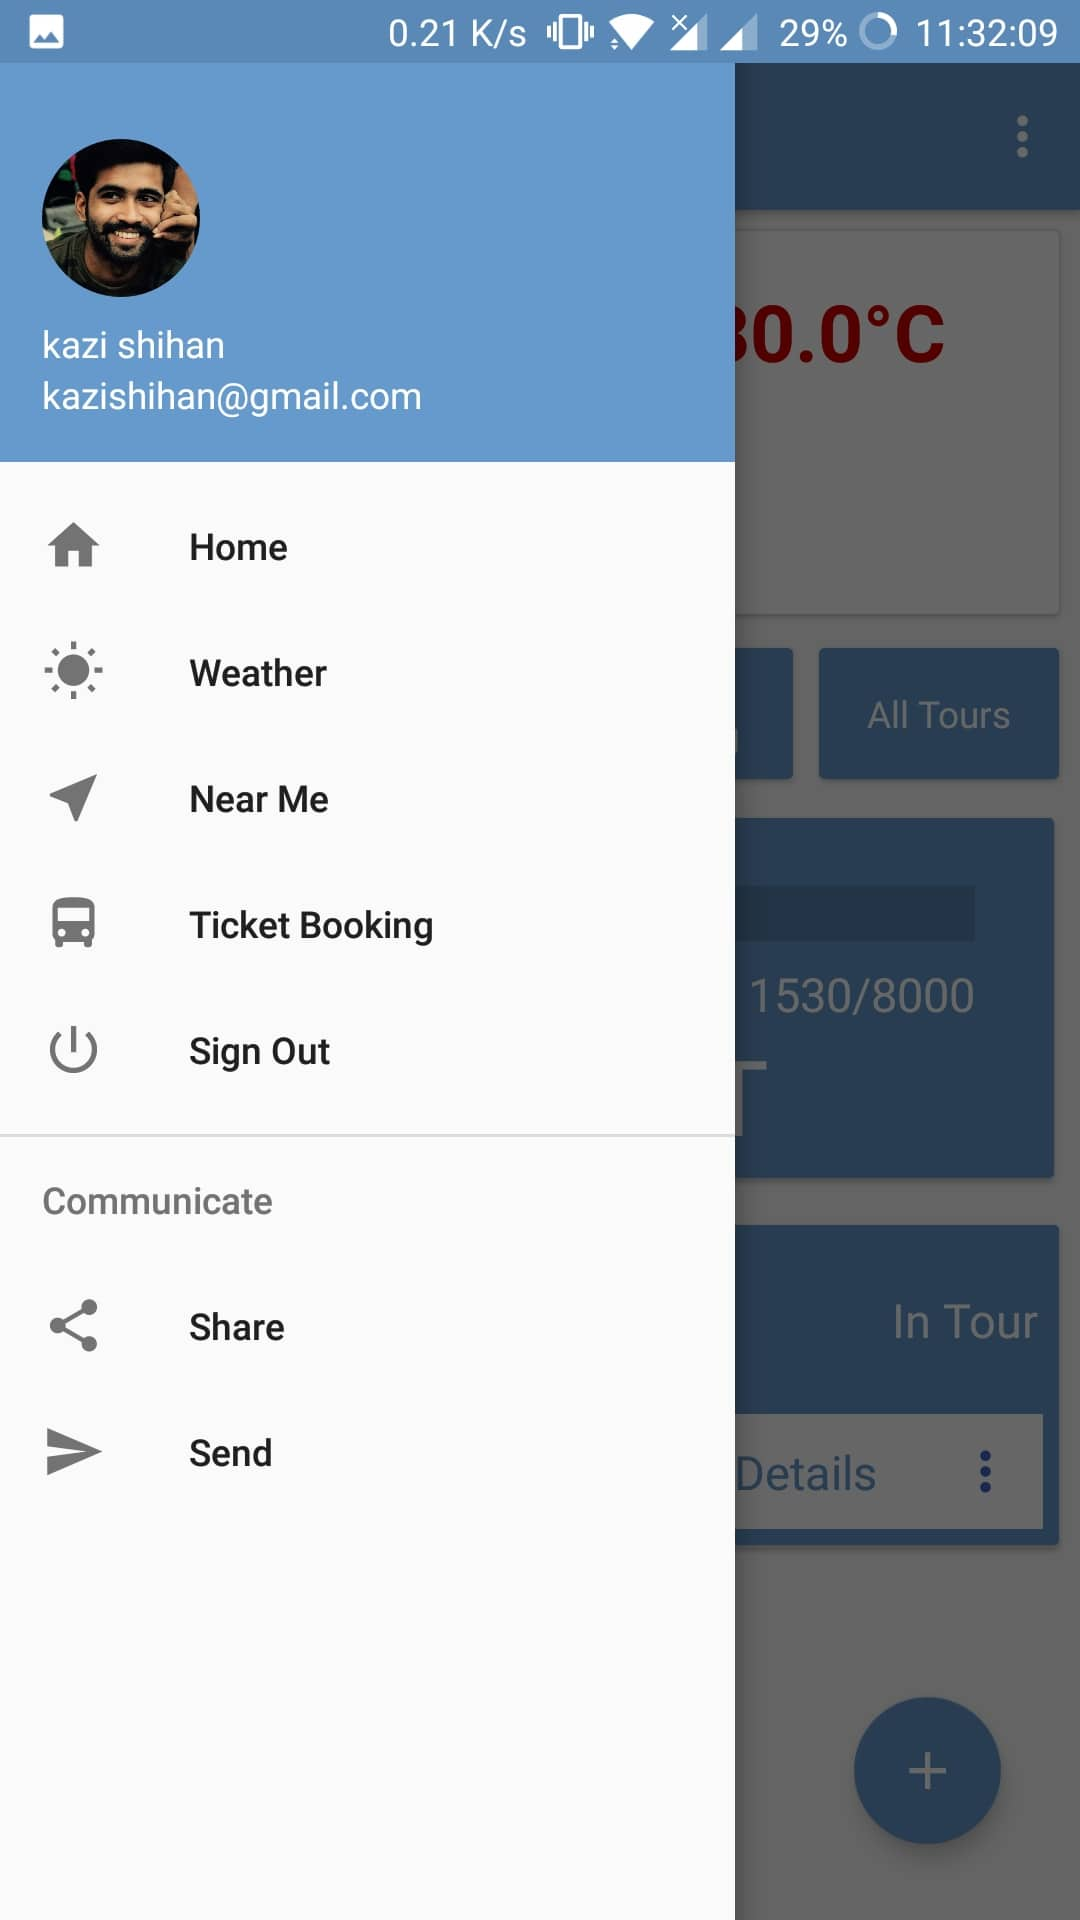 0.21 K/s 29% 11:32:09
kazi shihan
kazishihan@gmail.com
Home
Weather
Near Me
Ticket Booking
Sign Out
Communicate
Share
Send
30.0°C
All Tours
1530/8000
In Tour
Details